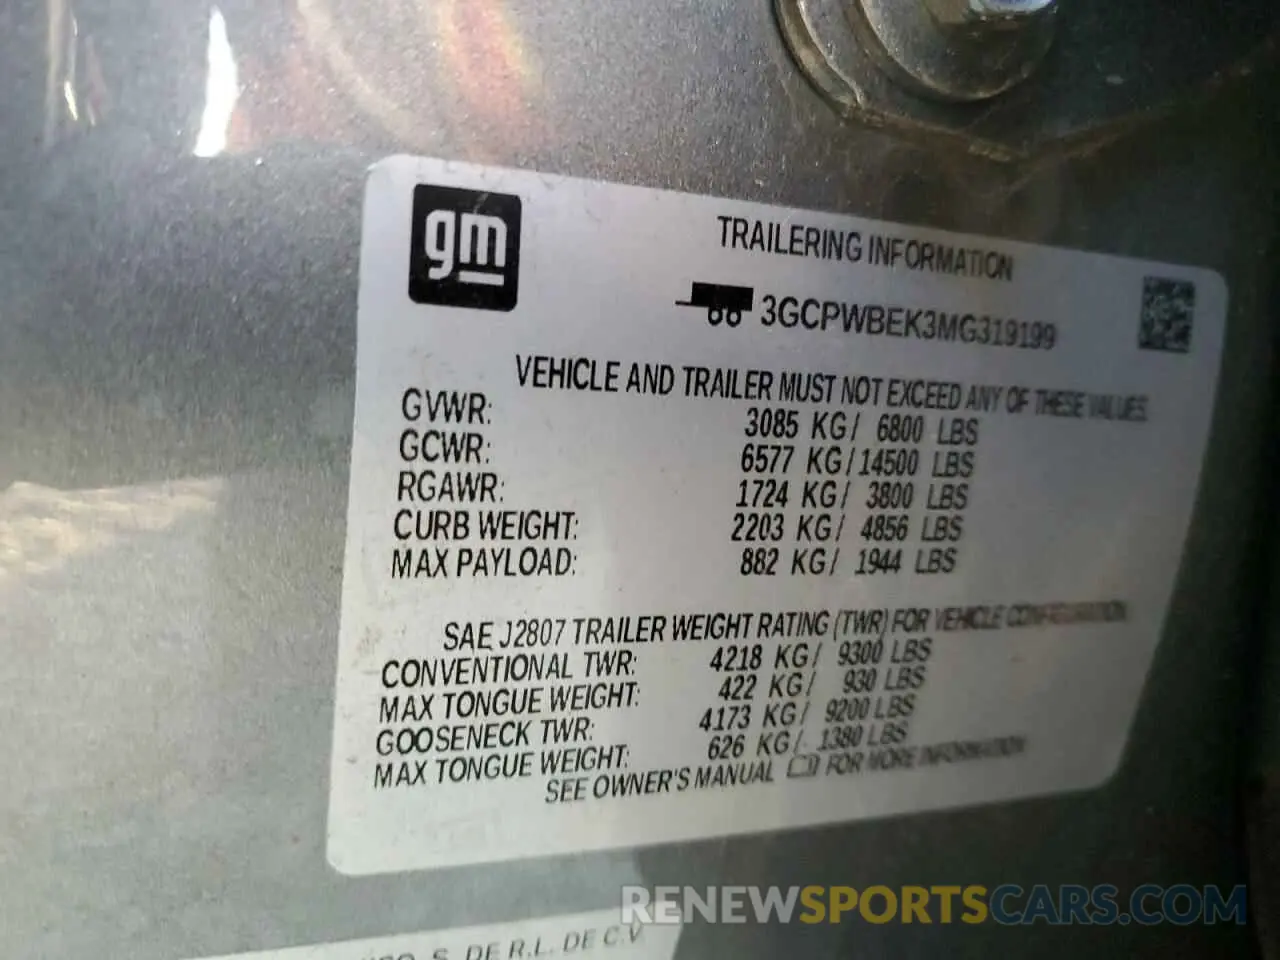 gm
TRAILERING INFORMATION
3GCPWBEK3MG319199
VEHICLE AND TRAILER MUST NOT EXCEED ANY OF THESE VALUES.
GVWR: 3085 KG/ 6800 LBS
GCWR: 6577 KG/14500 LBS
RGAWR: 1724 KG/ 3800 LBS
CURB WEIGHT: 2203 KG/ 4856 LBS
MAX PAYLOAD: 882 KG/ 1944 LBS
SAE J2807 TRAILER WEIGHT RATING (TWR) FOR VEHICLE CONFIGURATION
CONVENTIONAL TWR: 4218 KG/ 9300 LBS
MAX TONGUE WEIGHT: 422 KG/ 930 LBS
GOOSENECK TWR: 4173 KG/ 9200 LBS
MAX TONGUE WEIGHT: 626 KG/ 1380 LBS
SEE OWNER'S MANUAL FOR MORE INFORMATION
S. DE R.L. DE C.V
RENEWSPORTSCARS.COM